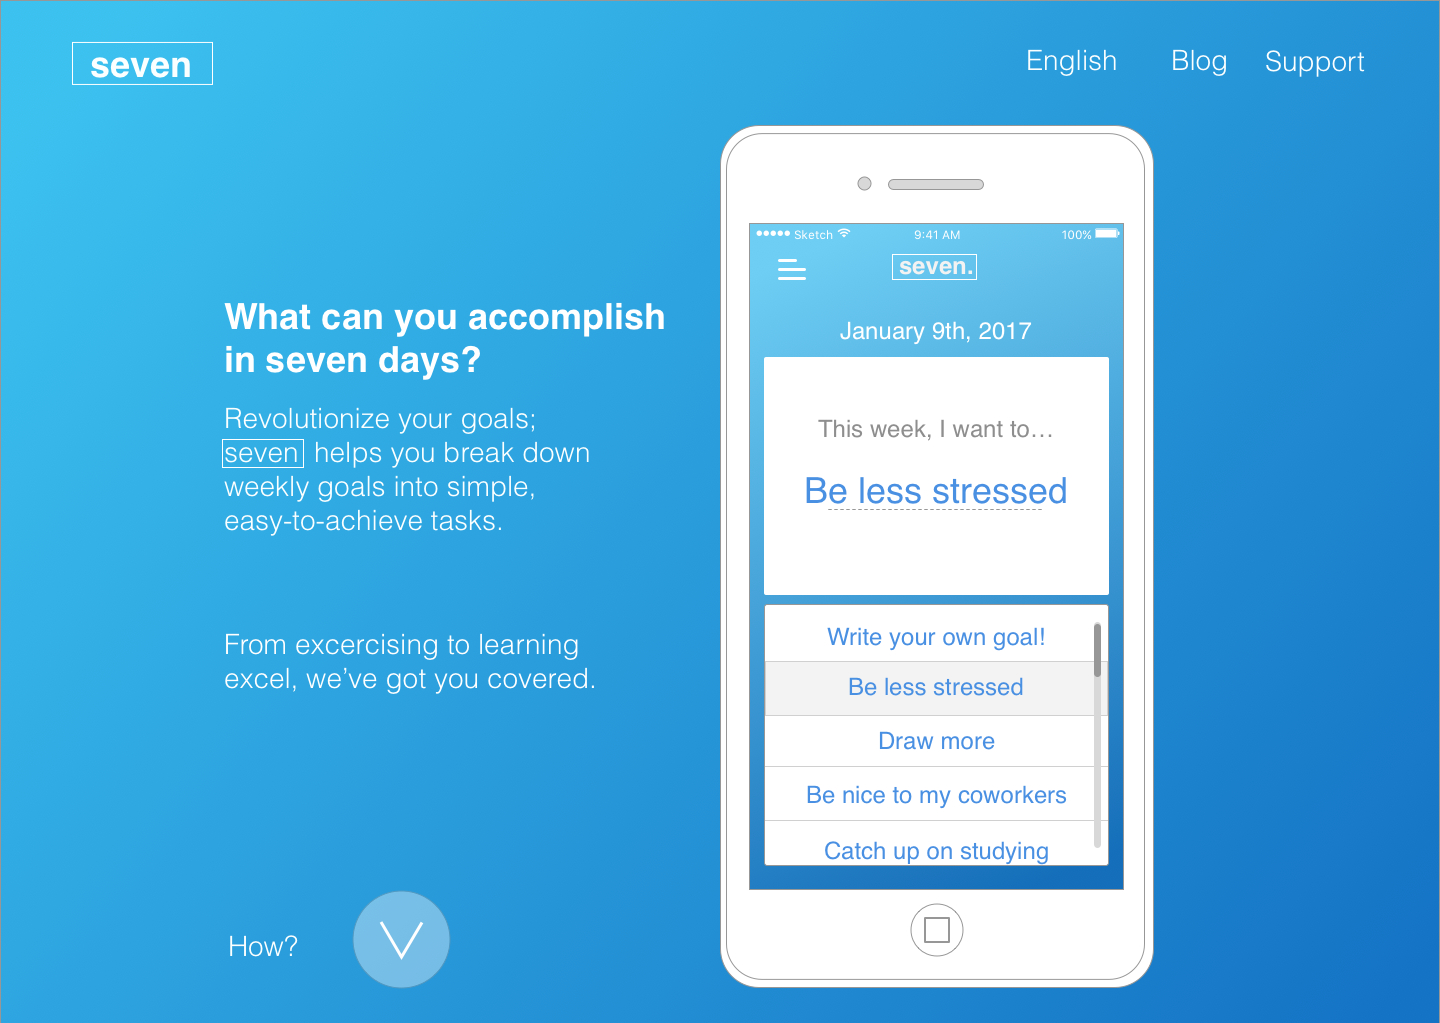 seven
English Blog Support
What can you accomplish
in seven days?
Revolutionize your goals;
seven helps you break down
weekly goals into simple,
easy-to-achieve tasks.
From excercising to learning
excel, we’ve got you covered.
How?
Sketch 9:41 AM 100%
seven.
January 9th, 2017
This week, I want to…
Be less stressed
Write your own goal!
Be less stressed
Draw more
Be nice to my coworkers
Catch up on studying